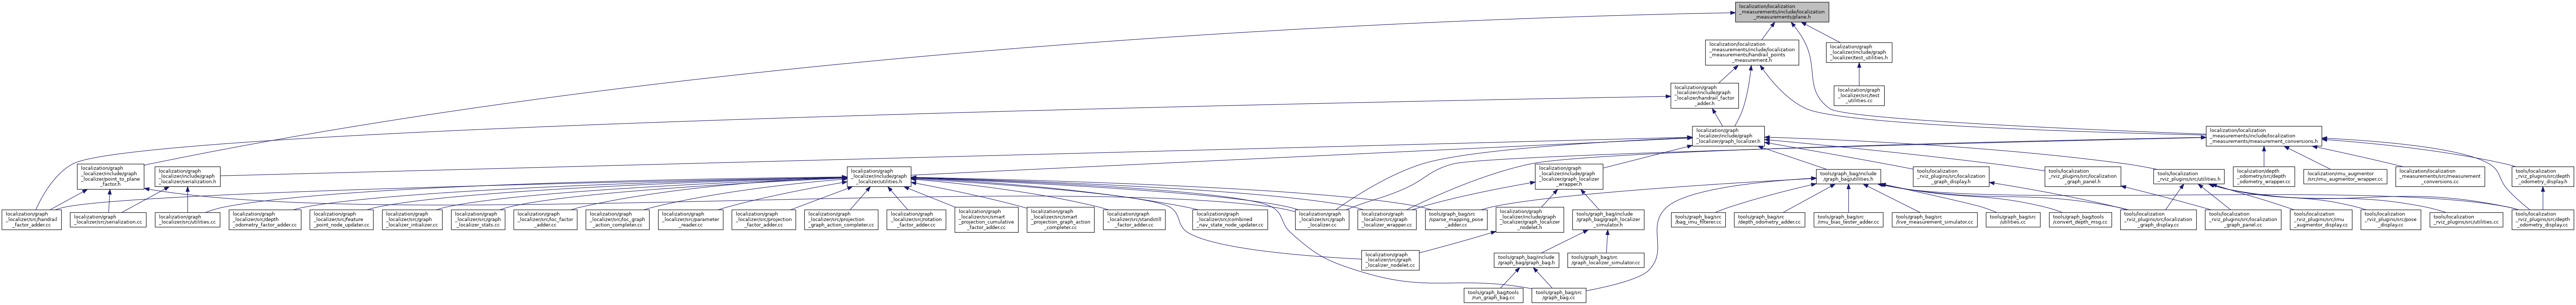 localization/localization
_measurements/include/localization
_measurements/plane.h
localization/localization
_measurements/include/localization
_measurements/handrail_points
_measurement.h
localization/graph
_localizer/include/graph
_localizer/test_utilities.h
localization/graph
_localizer/include/graph
_localizer/handrail_factor
_adder.h
localization/graph
_localizer/src/test
_utilities.cc
localization/graph
_localizer/include/graph
_localizer/graph_localizer.h
localization/localization
_measurements/include/localization
_measurements/measurement_conversions.h
localization/graph
_localizer/include/graph
_localizer/point_to_plane
_factor.h
localization/graph
_localizer/include/graph
_localizer/serialization.h
localization/graph
_localizer/include/graph
_localizer/utilities.h
localization/graph
_localizer/include/graph
_localizer/graph_localizer
_wrapper.h
tools/graph_bag/include
/graph_bag/utilities.h
tools/localization
_rviz_plugins/src/localization
_graph_display.h
tools/localization
_rviz_plugins/src/localization
_graph_panel.h
tools/localization
_rviz_plugins/src/utilities.h
localization/depth
_odometry/include/depth
_odometry/depth_odometry_wrapper.cc
localization/imu_augmentor
/src/imu_augmentor_wrapper.cc
localization/localization
_measurements/src/measurement
_conversions.cc
tools/localization
_rviz_plugins/src/depth
_odometry_display.h
localization/graph
_localizer/src/handrail
_factor_adder.cc
localization/graph
_localizer/src/serialization.cc
localization/graph
_localizer/src/utilities.cc
localization/graph
_localizer/src/depth
_odometry_factor_adder.cc
localization/graph
_localizer/src/feature
_point_node_updater.cc
localization/graph
_localizer/src/graph
_localizer_intializer.cc
localization/graph
_localizer/src/graph
_localizer_stats.cc
localization/graph
_localizer/src/loc_factor
_adder.cc
localization/graph
_localizer/src/loc_graph
_action_completer.cc
localization/graph
_localizer/src/parameter
_reader.cc
localization/graph
_localizer/src/projection
_factor_adder.cc
localization/graph
_localizer/src/projection
_graph_action_completer.cc
localization/graph
_localizer/src/rotation
_factor_adder.cc
localization/graph
_localizer/src/smart
_projection_cumulative
_factor_adder.cc
localization/graph
_localizer/src/smart
_projection_graph_action
_completer.cc
localization/graph
_localizer/src/standstill
_factor_adder.cc
localization/graph
_localizer/src/combined
_nav_state_node_updater.cc
localization/graph
_localizer/src/graph
_localizer.cc
localization/graph
_localizer/src/graph
_localizer_wrapper.cc
tools/graph_bag/src
/sparse_mapping_pose
_adder.cc
localization/graph
_localizer/include/graph
_localizer/graph_localizer
_nodelet.h
tools/graph_bag/include
/graph_bag/graph_localizer
_simulator.h
tools/graph_bag/src
/bag_imu_filterer.cc
tools/graph_bag/src
/depth_odometry_adder.cc
tools/graph_bag/src
/imu_bias_tester_adder.cc
tools/graph_bag/src
/live_measurement_simulator.cc
tools/graph_bag/src
/utilities.cc
tools/graph_bag/tools
/convert_depth_msg.cc
tools/localization
_rviz_plugins/src/localization
_graph_display.cc
tools/localization
_rviz_plugins/src/localization
_graph_panel.cc
tools/localization
_rviz_plugins/src/imu
_augmentor_display.cc
tools/localization
_rviz_plugins/src/pose
_display.cc
tools/localization
_rviz_plugins/src/utilities.cc
tools/localization
_rviz_plugins/src/depth
_odometry_display.cc
localization/graph
_localizer/src/graph
_localizer_nodelet.cc
tools/graph_bag/include
/graph_bag/graph_bag.h
tools/graph_bag/src
/graph_localizer_simulator.cc
tools/graph_bag/tools
/run_graph_bag.cc
tools/graph_bag/src
/graph_bag.cc